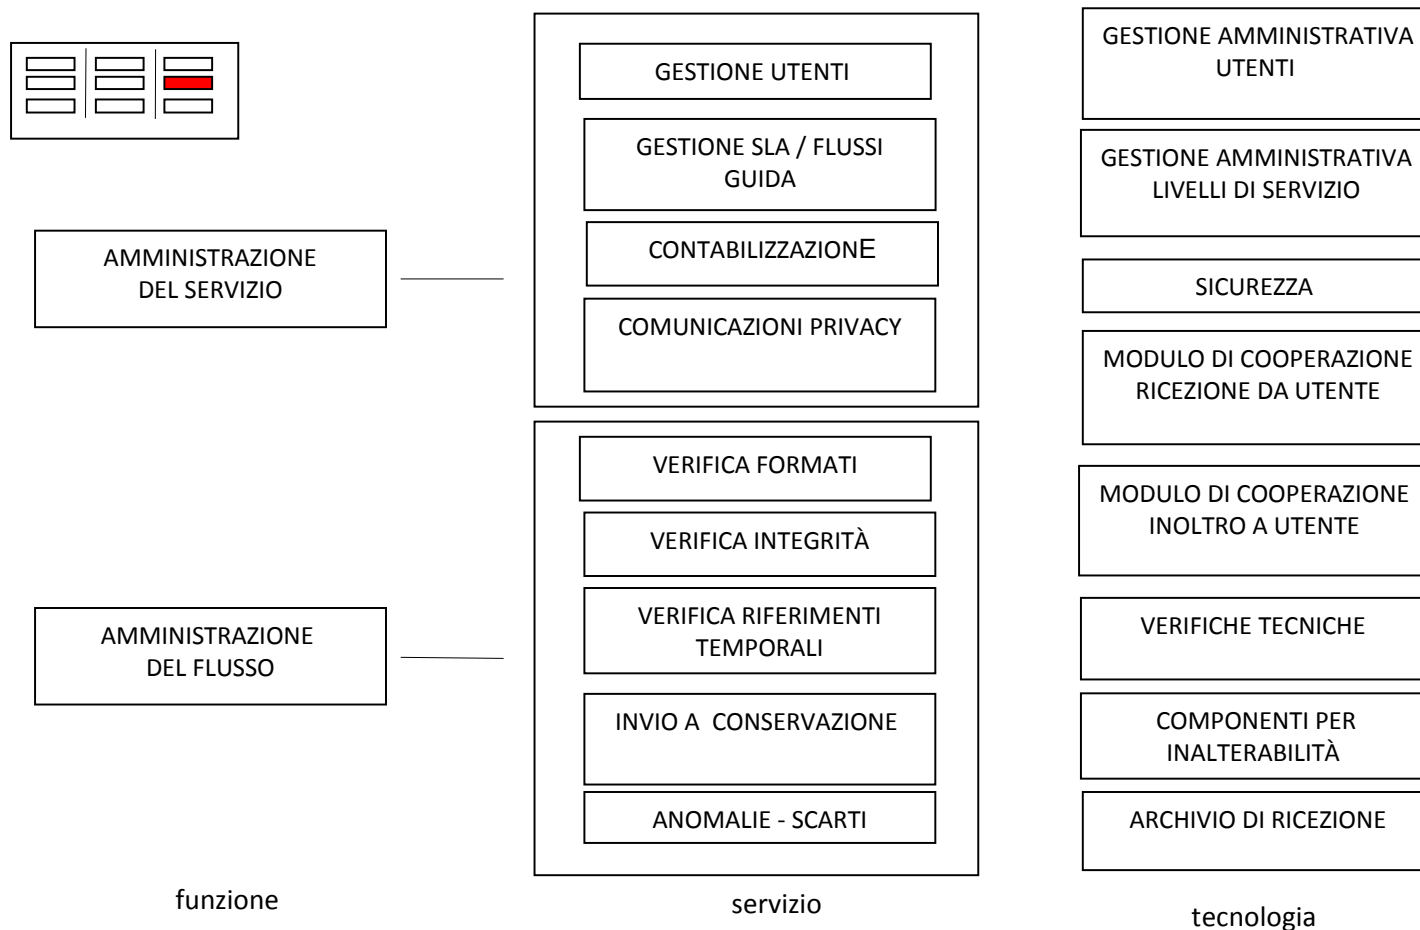 AMMINISTRAZIONE
DEL SERVIZIO
AMMINISTRAZIONE
DEL FLUSSO
funzione
GESTIONE UTENTI
GESTIONE SLA / FLUSSI
GUIDA
CONTABILIZZAZIONE
COMUNICAZIONI PRIVACY
VERIFICA FORMATI
VERIFICA INTEGRITÀ
VERIFICA RIFERIMENTI
TEMPORALI
INVIO A  CONSERVAZIONE
ANOMALIE - SCARTI
servizio
GESTIONE AMMINISTRATIVA
UTENTI
GESTIONE AMMINISTRATIVA
LIVELLI DI SERVIZIO
SICUREZZA
MODULO DI COOPERAZIONE
RICEZIONE DA UTENTE
MODULO DI COOPERAZIONE
INOLTRO A UTENTE
VERIFICHE TECNICHE
COMPONENTI PER
INALTERABILITÀ
ARCHIVIO DI RICEZIONE
tecnologia